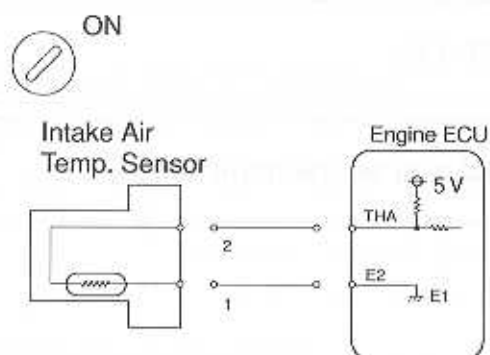 ON
Intake Air
Temp. Sensor
Engine ECU
5 V
THA
2
E2
1
E1